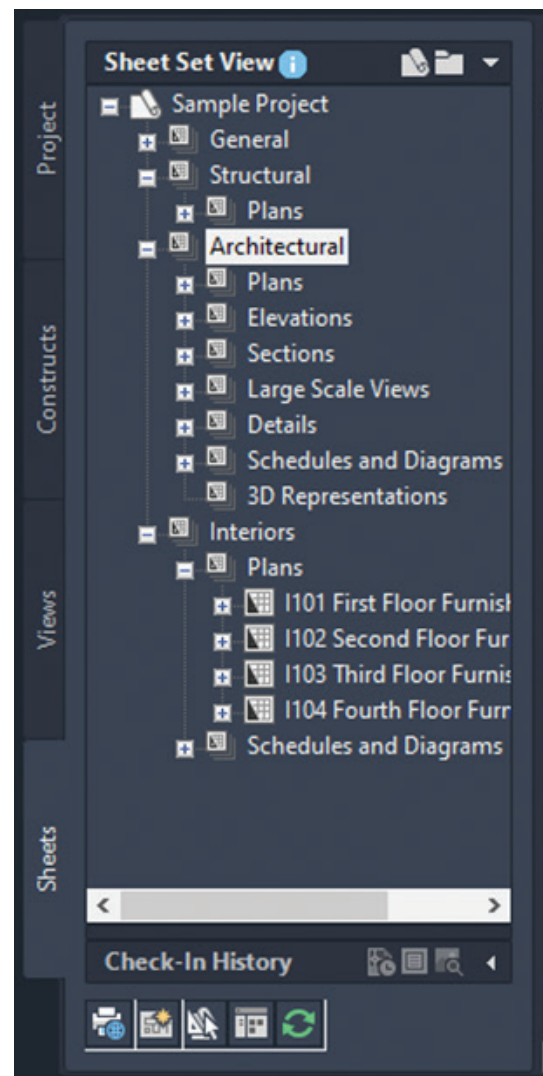 Sheet Set View
Sample Project
General
Structural
Plans
Architectural
Plans
Elevations
Sections
Large Scale Views
Details
Schedules and Diagrams
3D Representations
Interiors
Plans
I101 First Floor Furnish
I102 Second Floor Fur
I103 Third Floor Furnis
I104 Fourth Floor Furn
Schedules and Diagrams
Check-In History
Project
Constructs
Views
Sheets